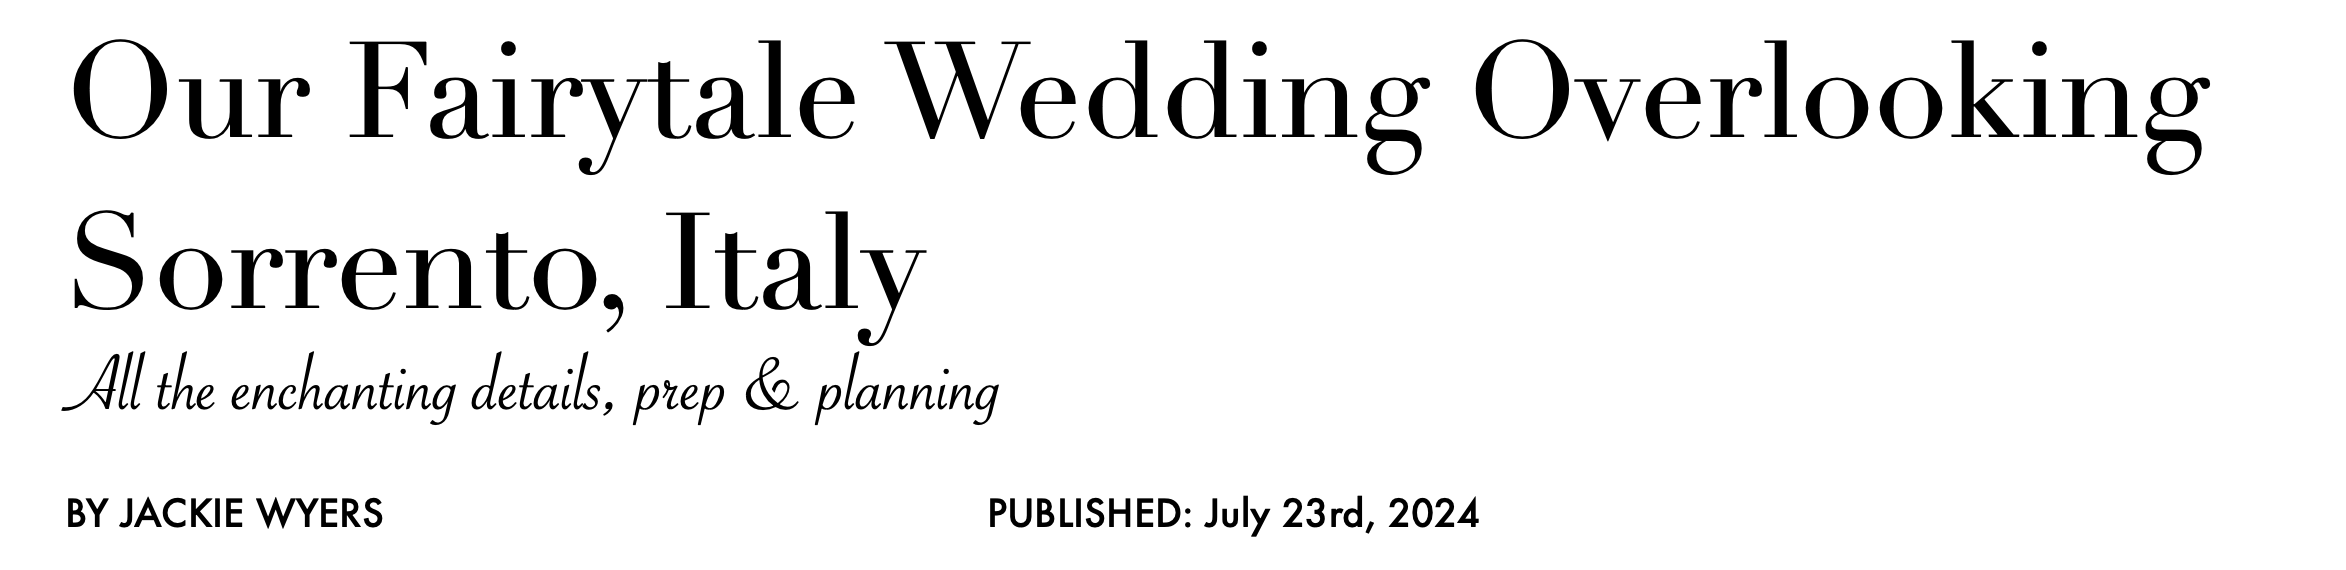 Our Fairytale Wedding Overlooking
Sorrento, Italy
All the enchanting details, prep & planning
BY JACKIE WYERS
PUBLISHED: July 23rd, 2024